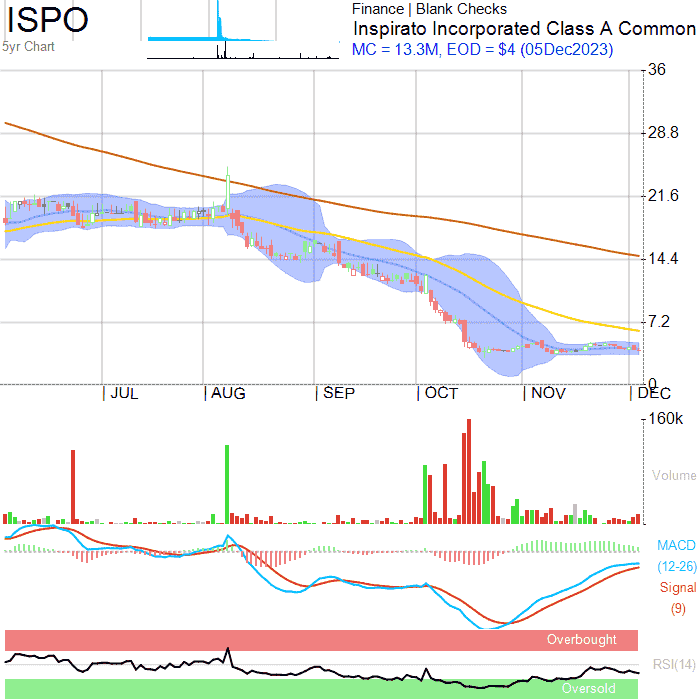 ISPO
5yr Chart
Finance | Blank Checks
Inspirato Incorporated Class A Common
MC = 13.3M, EOD = $4 (05Dec2023)
36
28.8
21.6
14.4
7.2
0
| JUL | AUG | SEP | OCT | NOV | DEC
160k
Volume
MACD
(12-26)
Signal
(9)
Overbought
RSI(14)
Oversold